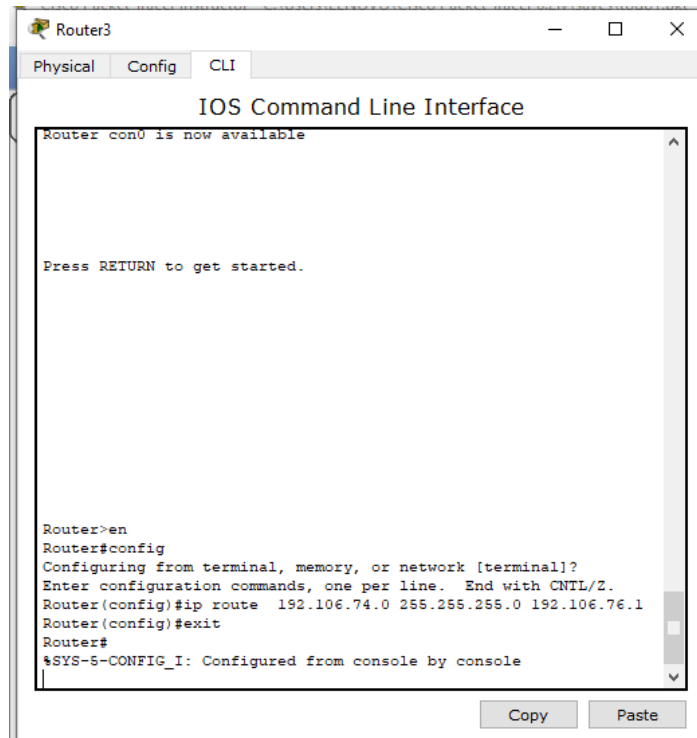 Router3
Physical Config CLI
IOS Command Line Interface
Router con0 is now available
Press RETURN to get started.
Router>en
Router#config
Configuring from terminal, memory, or network [terminal]?
Enter configuration commands, one per line.  End with CNTL/Z.
Router(config)#ip route  192.106.74.0 255.255.255.0 192.106.76.1
Router(config)#exit
Router#
%SYS-5-CONFIG_I: Configured from console by console
Copy Paste